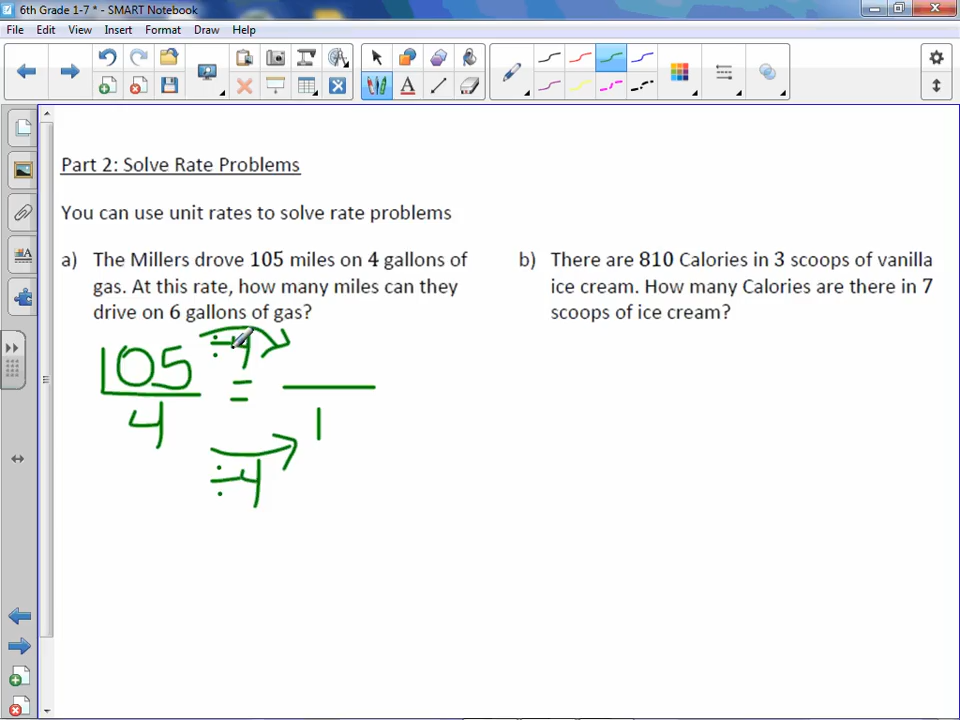 6th Grade 1-7 * - SMART Notebook
File Edit View Insert Format Draw Help
Part 2: Solve Rate Problems
You can use unit rates to solve rate problems
a) The Millers drove 105 miles on 4 gallons of
gas. At this rate, how many miles can they
drive on 6 gallons of gas?
b) There are 810 Calories in 3 scoops of vanilla
ice cream. How many Calories are there in 7
scoops of ice cream?
÷4
105 =
4 1
÷4